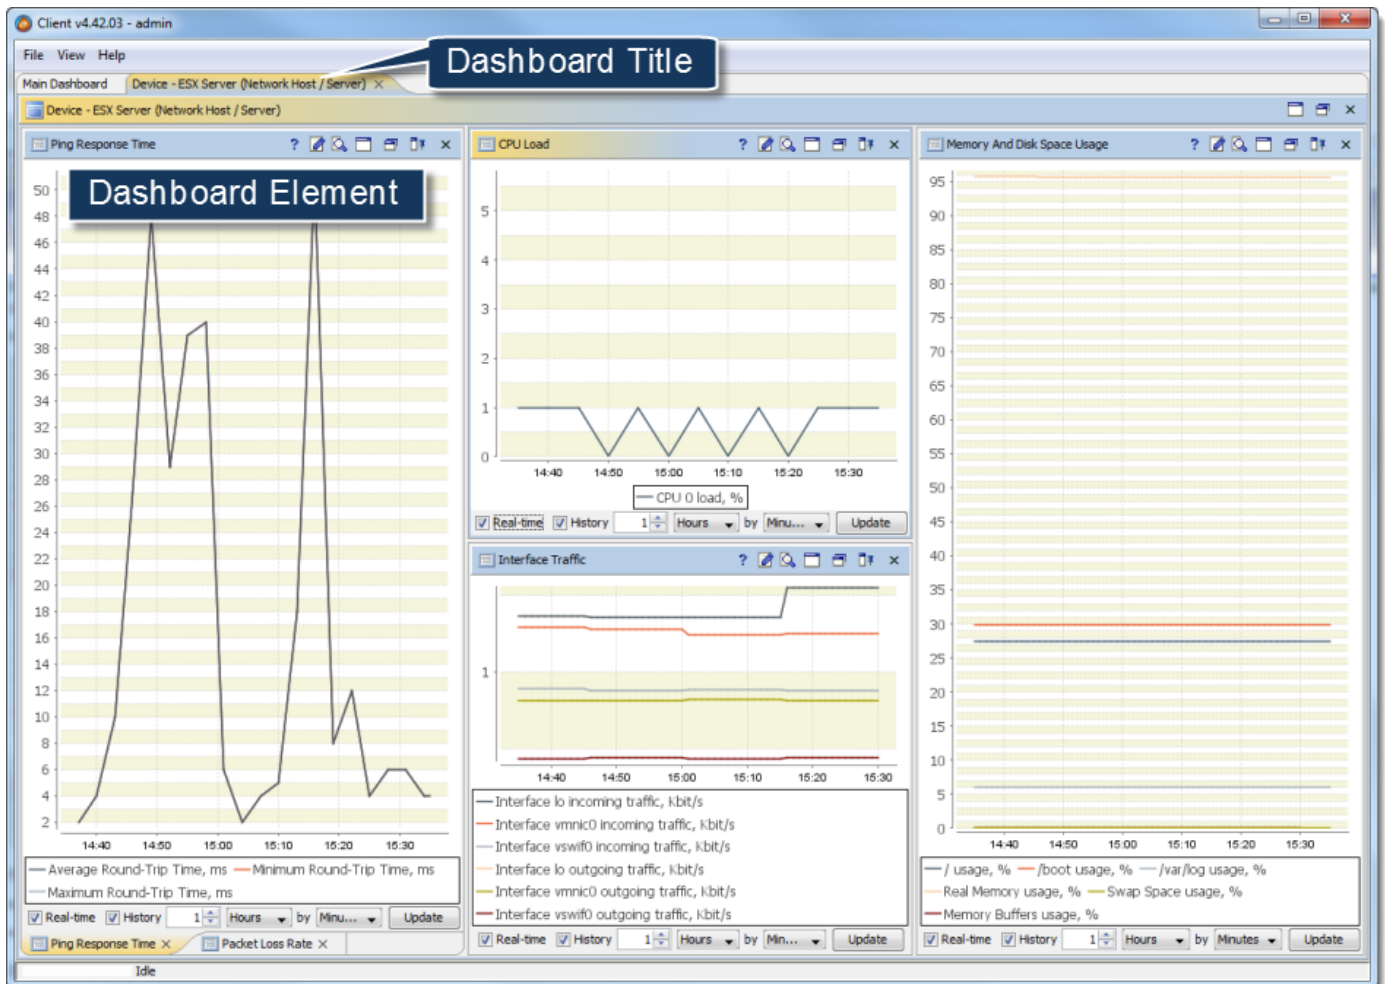 Client v4.42.03 - admin
File View Help
Dashboard Title
Main Dashboard Device - ESX Server (Network Host / Server)
Device - ESX Server (Network Host / Server)
Ping Response Time ?
Dashboard Element
50
48
46
44
42
40
38
36
34
32
30
28
26
24
22
20
18
16
14
12
10
8
6
4
2
14:40 14:50 15:00 15:10 15:20 15:30
Average Round-Trip Time, ms Minimum Round-Trip Time, ms
Maximum Round-Trip Time, ms
Real-time History 1 Hours by Minu... Update
Ping Response Time Packet Loss Rate
CPU Load ?
5
4
3
2
1
0
14:40 14:50 15:00 15:10 15:20 15:30
CPU 0 load, %
Real-time History 1 Hours by Minu... Update
Interface Traffic ?
1
14:40 14:50 15:00 15:10 15:20 15:30
Interface lo incoming traffic, Kbit/s
Interface vmnic0 incoming traffic, Kbit/s
Interface vswif0 incoming traffic, Kbit/s
Interface lo outgoing traffic, Kbit/s
Interface vmnic0 outgoing traffic, Kbit/s
Interface vswif0 outgoing traffic, Kbit/s
Real-time History 1 Hours by Min... Update
Memory And Disk Space Usage ?
95
90
85
80
75
70
65
60
55
50
45
40
35
30
25
20
15
10
5
0
14:40 14:50 15:00 15:10 15:20 15:30
/ usage, % /boot usage, % /var/log usage, %
Real Memory usage, % Swap Space usage, %
Memory Buffers usage, %
Real-time History 1 Hours by Minutes Update
Idle